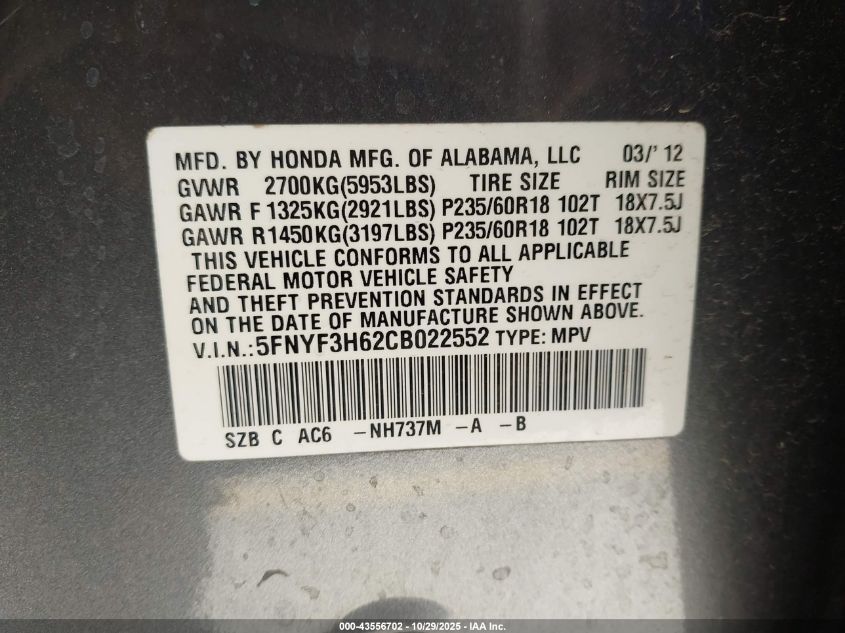 MFD. BY HONDA MFG. OF ALABAMA, LLC 03/' 12
GVWR 2700KG(5953LBS) TIRE SIZE RIM SIZE
GAWR F 1325KG(2921LBS) P235/60R18 102T 18X7.5J
GAWR R1450KG(3197LBS) P235/60R18 102T 18X7.5J
THIS VEHICLE CONFORMS TO ALL APPLICABLE
FEDERAL MOTOR VEHICLE SAFETY
AND THEFT PREVENTION STANDARDS IN EFFECT
ON THE DATE OF MANUFACTURE SHOWN ABOVE.
V.I.N.:5FNYF3H62CB022552 TYPE: MPV
SZB C AC6 -NH737M -A -B
000-43556702 - 10/29/2025 - IAA Inc.